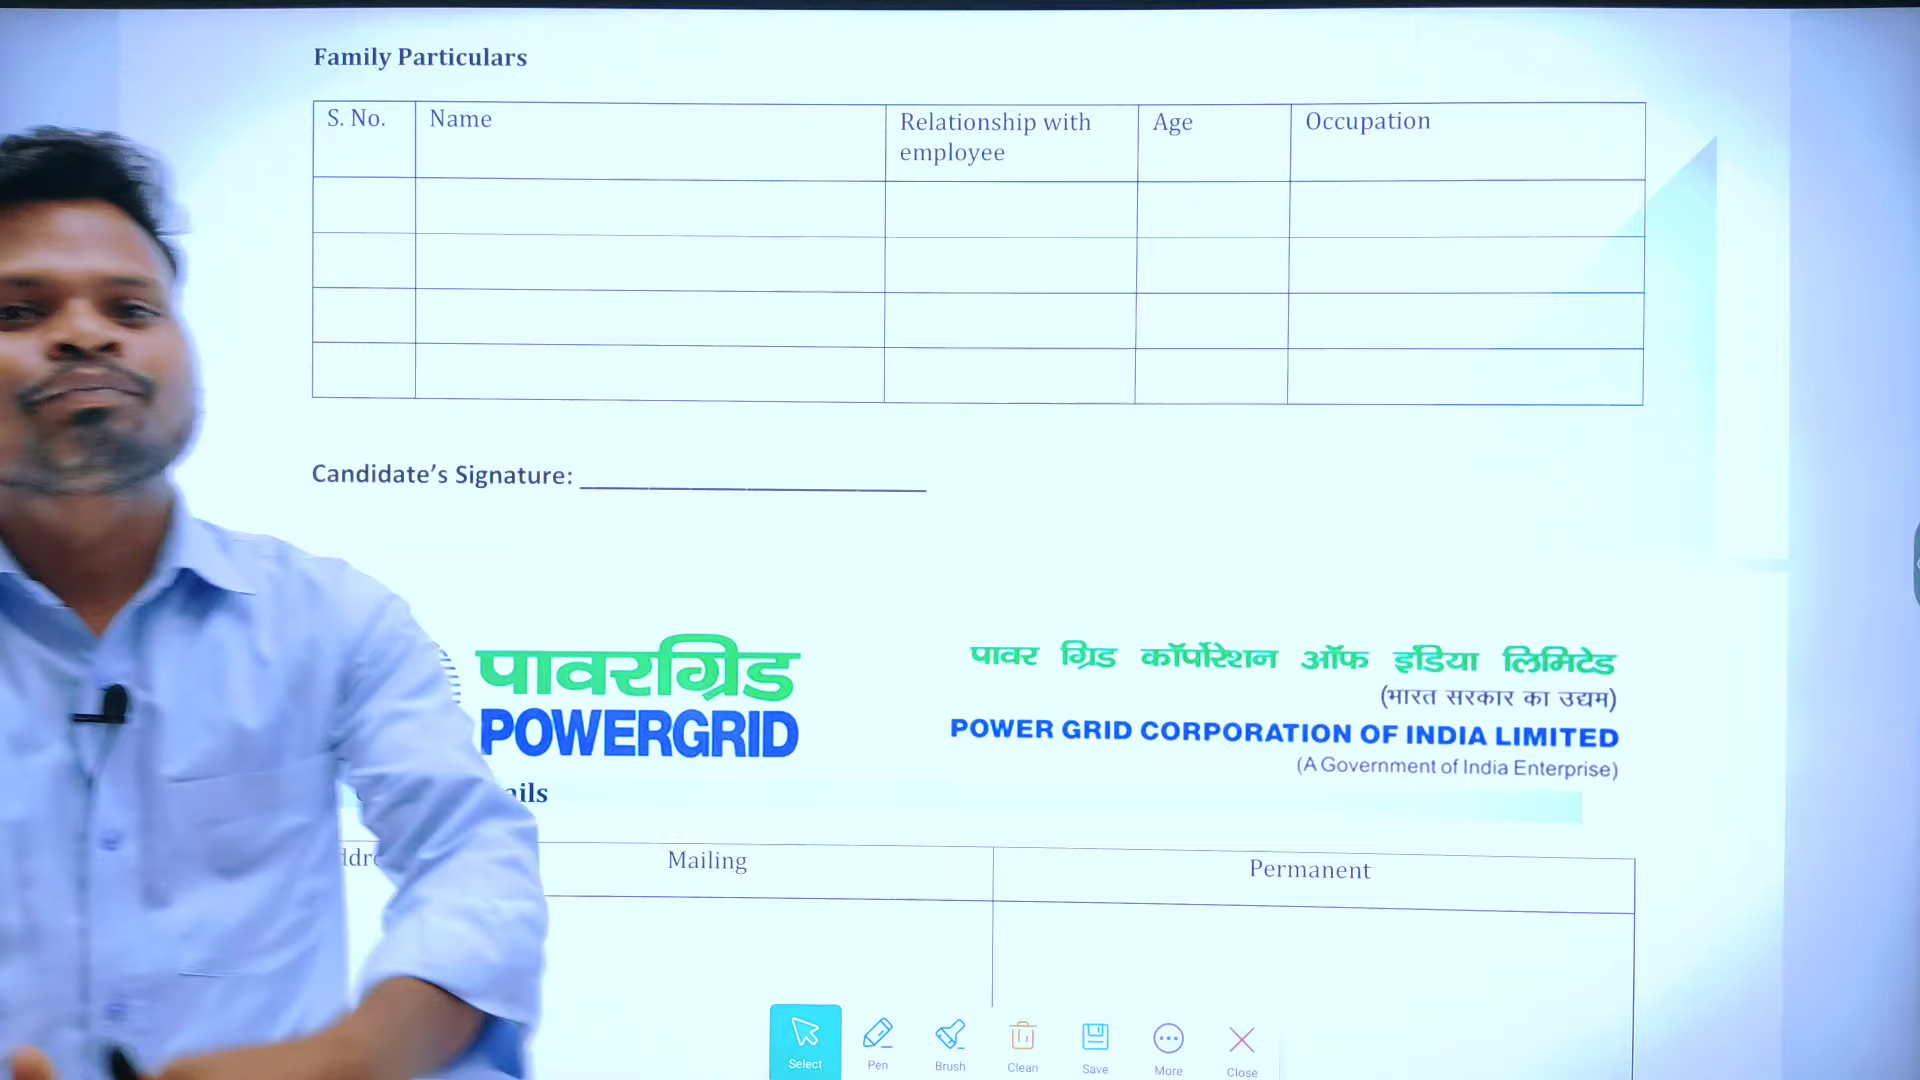 Family Particulars
S. No. Name Relationship with employee Age Occupation
Candidate's Signature:
पावरग्रिड
POWERGRID
पावर ग्रिड कॉर्पोरेशन ऑफ इंडिया लिमिटेड
(भारत सरकार का उद्यम)
POWER GRID CORPORATION OF INDIA LIMITED
(A Government of India Enterprise)
Mailing Permanent
Select Pen Brush Clean Save More Close